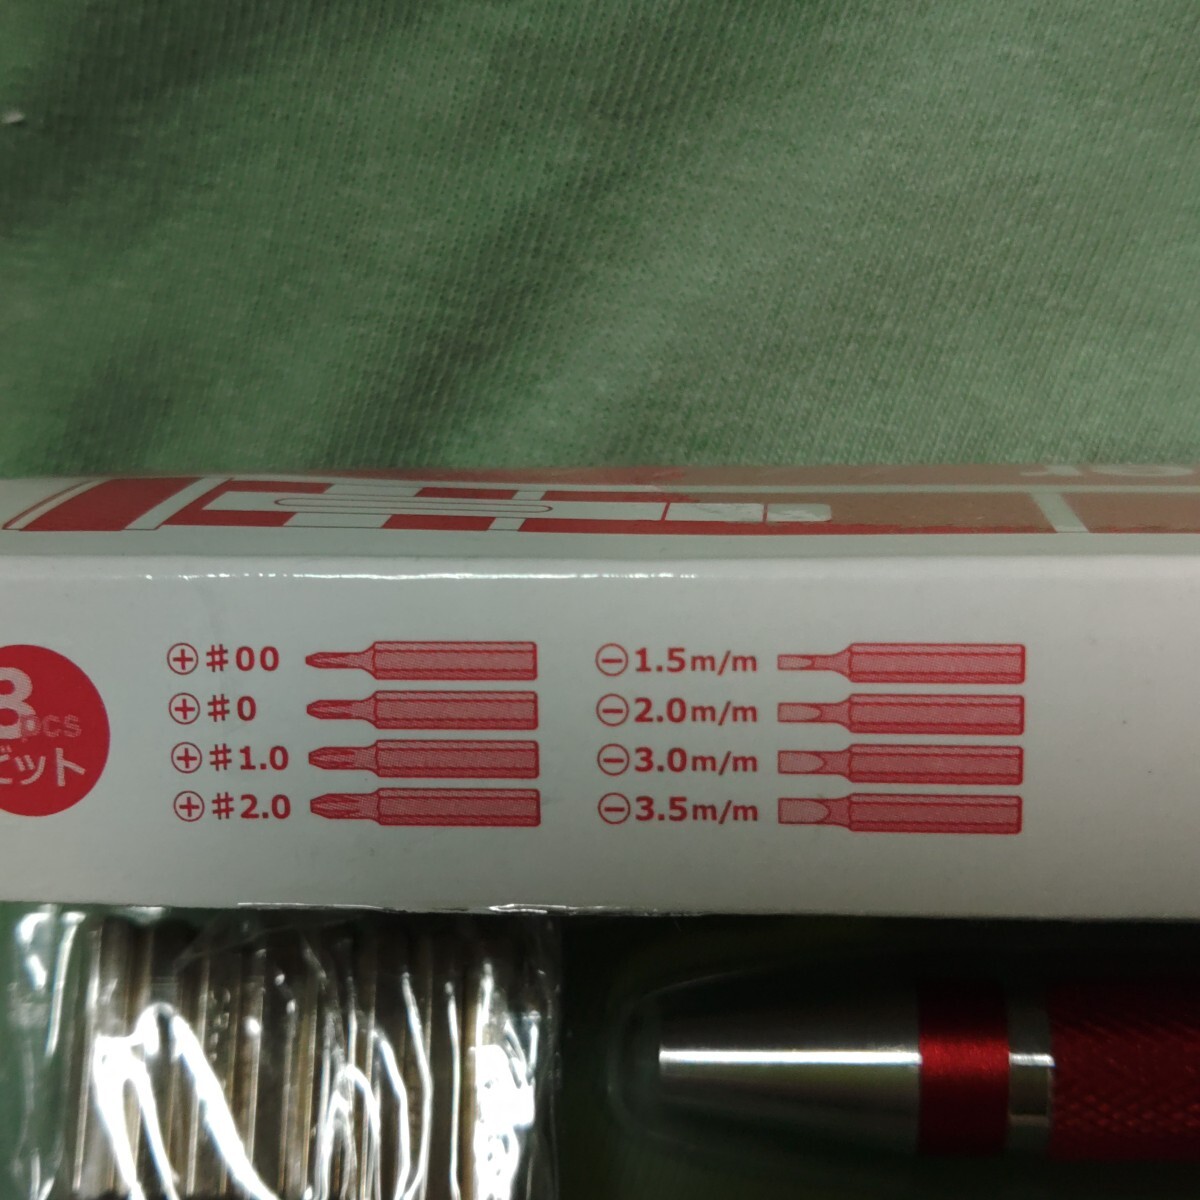 8pcs
ビット
⊕ #00
⊕ #0
⊕ #1.0
⊕ #2.0
⊖ 1.5m/m
⊖ 2.0m/m
⊖ 3.0m/m
⊖ 3.5m/m